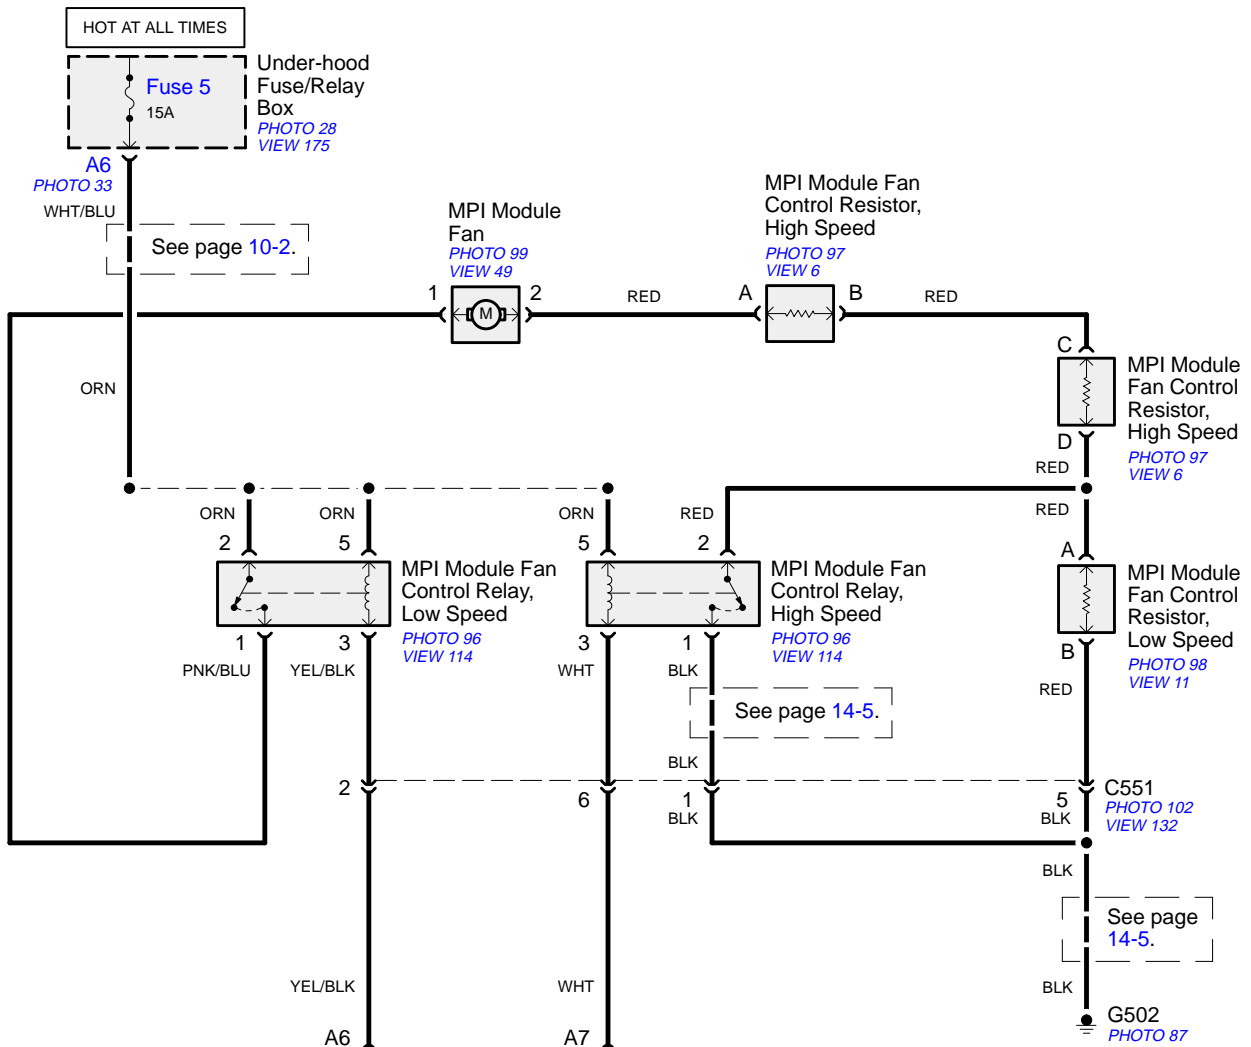 HOT AT ALL TIMES
Under-hood
Fuse/Relay
Box
PHOTO 28
VIEW 175
Fuse 5
15A
A6
PHOTO 33
WHT/BLU
See page 10-2.
MPI Module
Fan
PHOTO 99
VIEW 49
MPI Module Fan
Control Resistor,
High Speed
PHOTO 97
VIEW 6
1
M
2
RED
A
B
RED
C
MPI Module
Fan Control
Resistor,
High Speed
PHOTO 97
VIEW 6
D
RED
ORN
RED
ORN
ORN
ORN
RED
2
5
5
2
A
MPI Module Fan
Control Relay,
Low Speed
PHOTO 96
VIEW 114
MPI Module Fan
Control Relay,
High Speed
PHOTO 96
VIEW 114
MPI Module
Fan Control
Resistor,
Low Speed
PHOTO 98
VIEW 11
1
3
3
1
B
PNK/BLU
YEL/BLK
WHT
BLK
RED
See page 14-5.
BLK
2
6
1
5
C551
PHOTO 102
VIEW 132
BLK
BLK
BLK
See page
14-5.
YEL/BLK
WHT
BLK
G502
PHOTO 87
A6
A7